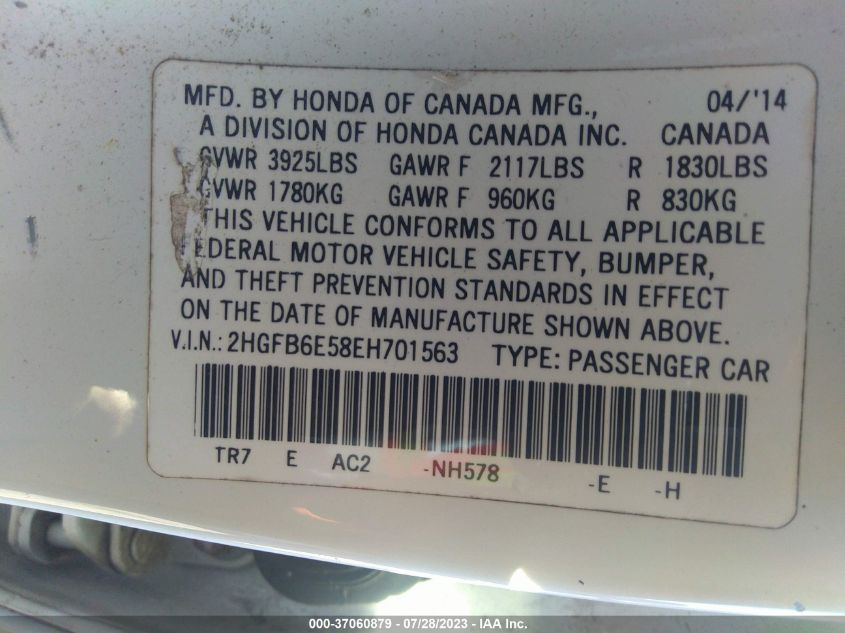 MFD. BY HONDA OF CANADA MFG., 04/'14
A DIVISION OF HONDA CANADA INC. CANADA
GVWR 3925LBS GAWR F 2117LBS R 1830LBS
GVWR 1780KG GAWR F 960KG R 830KG
THIS VEHICLE CONFORMS TO ALL APPLICABLE
FEDERAL MOTOR VEHICLE SAFETY, BUMPER,
AND THEFT PREVENTION STANDARDS IN EFFECT
ON THE DATE OF MANUFACTURE SHOWN ABOVE.
V.I.N.: 2HGFB6E58EH701563 TYPE: PASSENGER CAR
TR7 E AC2 -NH578 -E -H
000-37060879 - 07/28/2023 - IAA Inc.